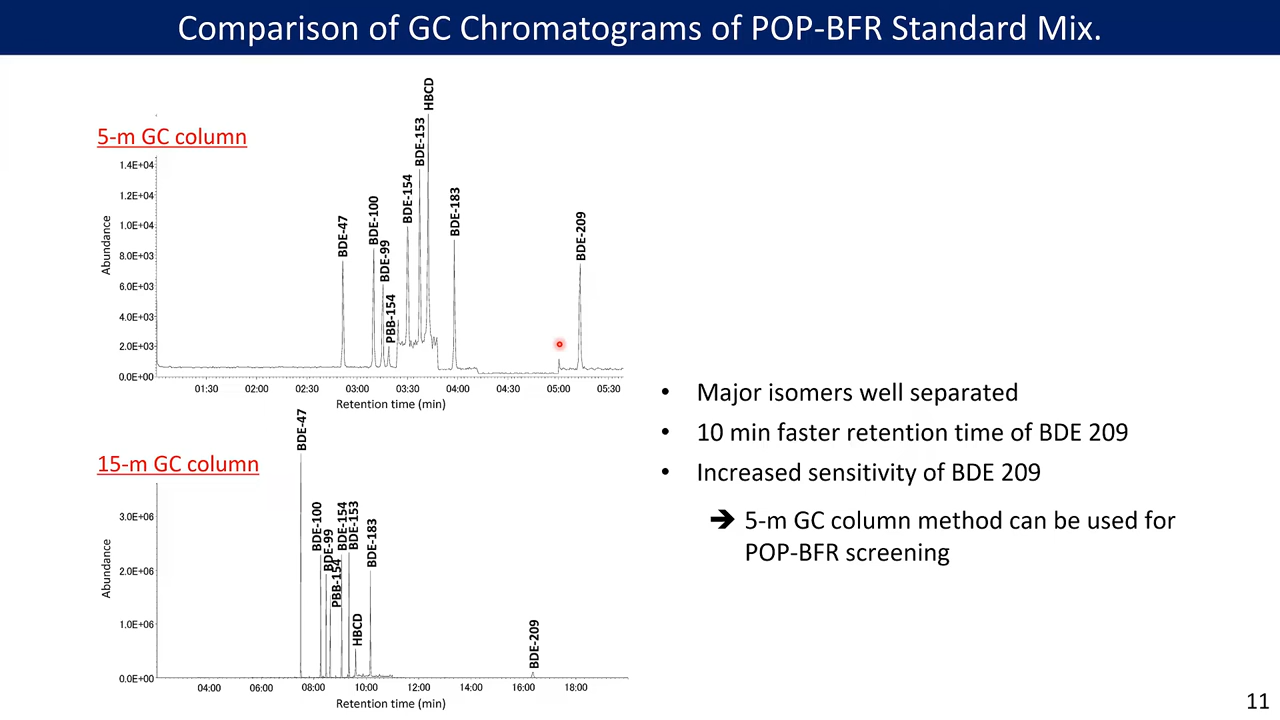 Comparison of GC Chromatograms of POP-BFR Standard Mix.
5-m GC column
Abundance
1.4E+04
1.2E+04
1.0E+04
8.0E+03
6.0E+03
4.0E+03
2.0E+03
0.0E+00
BDE-47
BDE-100
BDE-99
PBB-154
BDE-154
BDE-153
HBCD
BDE-183
BDE-209
01:30 02:00 02:30 03:00 03:30 04:00 04:30 05:00 05:30
Retention time (min)
15-m GC column
Abundance
3.0E+06
2.0E+06
1.0E+06
0.0E+00
BDE-47
BDE-100
BDE-99
PBB-154
BDE-154
BDE-153
HBCD
BDE-183
BDE-209
04:00 06:00 08:00 10:00 12:00 14:00 16:00 18:00
Retention time (min)
• Major isomers well separated
• 10 min faster retention time of BDE 209
• Increased sensitivity of BDE 209
➔ 5-m GC column method can be used for
POP-BFR screening
11